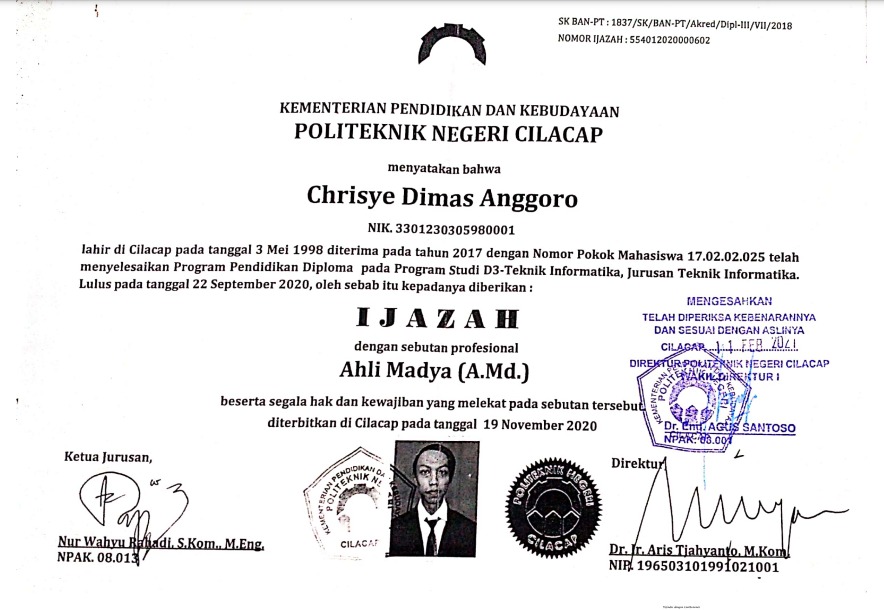 SK BAN-PT : 1837/SK/BAN-PT/Akred/Dipl-III/VII/2018
NOMOR IJAZAH : 554012020000602
KEMENTERIAN PENDIDIKAN DAN KEBUDAYAAN
POLITEKNIK NEGERI CILACAP
menyatakan bahwa
Chrisye Dimas Anggoro
NIK. 3301230305980001
lahir di Cilacap pada tanggal 3 Mei 1998 diterima pada tahun 2017 dengan Nomor Pokok Mahasiswa 17.02.02.025 telah
menyelesaikan Program Pendidikan Diploma pada Program Studi D3-Teknik Informatika, Jurusan Teknik Informatika.
Lulus pada tanggal 22 September 2020, oleh sebab itu kepadanya diberikan :
IJAZAH
dengan sebutan profesional
Ahli Madya (A.Md.)
beserta segala hak dan kewajiban yang melekat pada sebutan tersebut
diterbitkan di Cilacap pada tanggal 19 November 2020
MENGESAHKAN
TELAH DIPERIKSA KEBENARANNYA
DAN SESUAI DENGAN ASLINYA
CILACAP, 11 FEB 2021
DIREKTUR POLITEKNIK NEGERI CILACAP
WAKIL DIREKTUR I
Dr. Eng. AGUS SANTOSO
NPAK. 08.001
Ketua Jurusan,
Nur Wahyu Rahadi, S.Kom., M.Eng.
NPAK. 08.013
KEMENTERIAN PENDIDIKAN DA
POLITEKNIK NE
CILACAP
POLITEKNIK NEGERI
CILACAP
Direktur
Dr. Ir. Aris Tjahyanto, M.Kom.
NIP. 196503101991021001